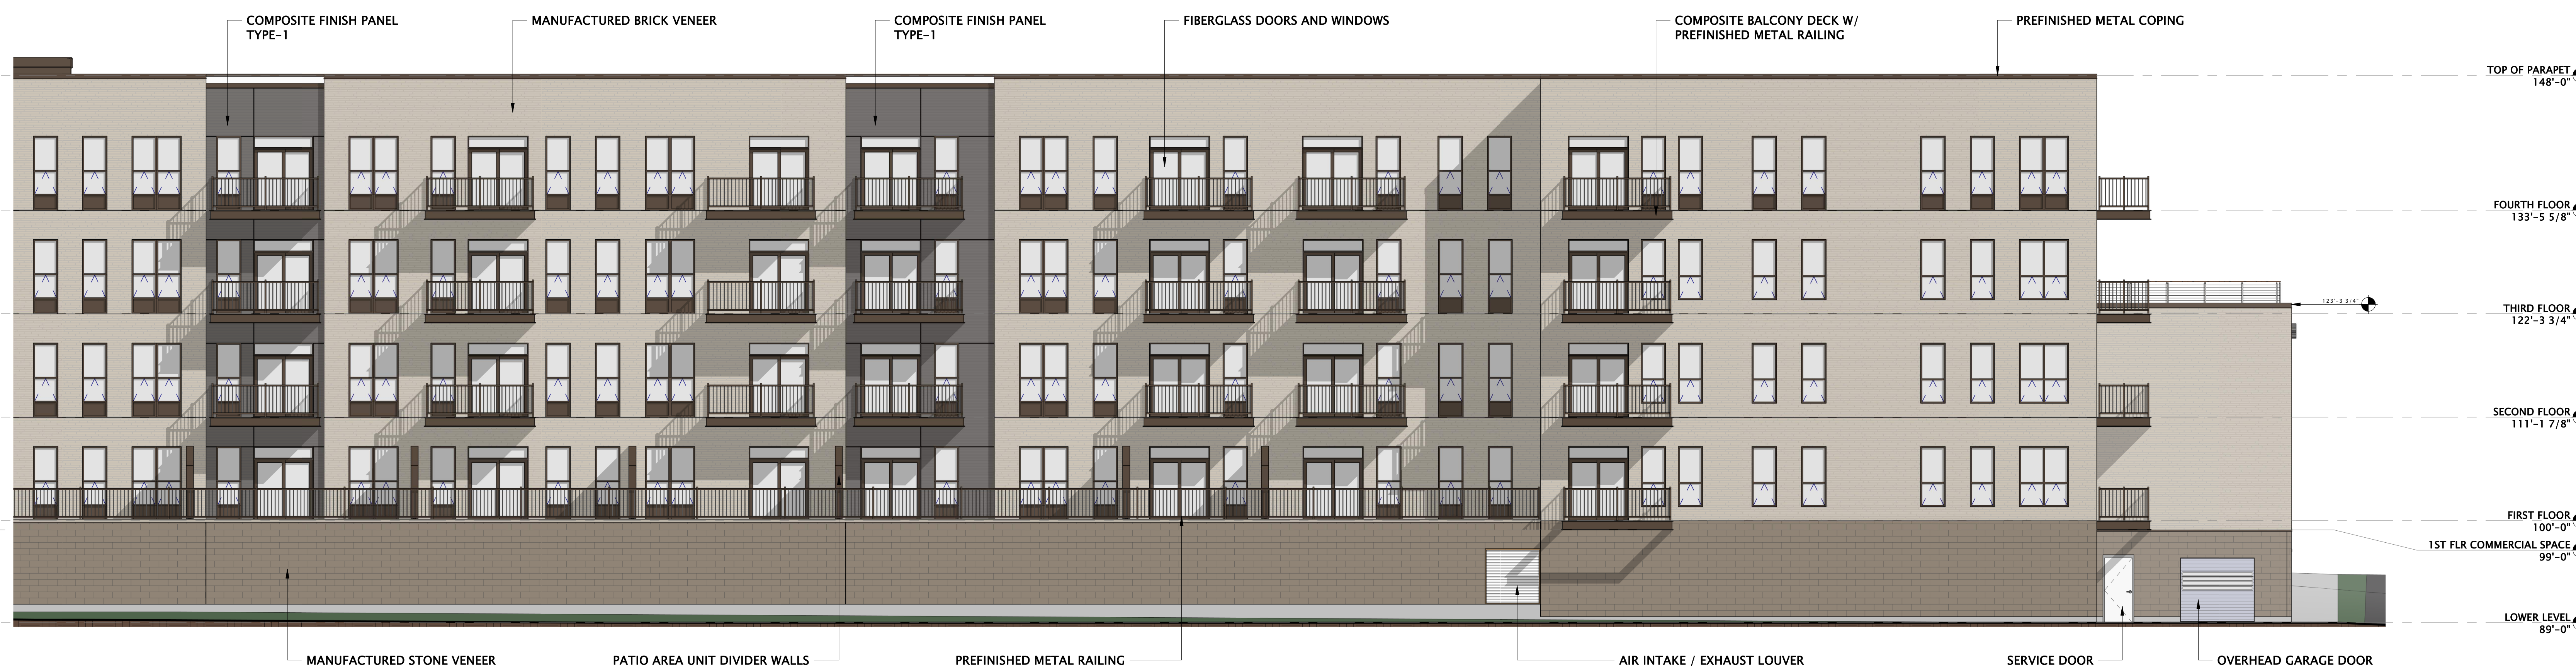 COMPOSITE FINISH PANEL
TYPE-1
MANUFACTURED BRICK VENEER
COMPOSITE FINISH PANEL
TYPE-1
FIBERGLASS DOORS AND WINDOWS
COMPOSITE BALCONY DECK W/
PREFINISHED METAL RAILING
PREFINISHED METAL COPING
TOP OF PARAPET
148'-0"
FOURTH FLOOR
133'-5 5/8"
123'-3 3/4"
THIRD FLOOR
122'-3 3/4"
SECOND FLOOR
111'-1 7/8"
FIRST FLOOR
100'-0"
1ST FLR COMMERCIAL SPACE
99'-0"
LOWER LEVEL
89'-0"
MANUFACTURED STONE VENEER
PATIO AREA UNIT DIVIDER WALLS
PREFINISHED METAL RAILING
AIR INTAKE / EXHAUST LOUVER
SERVICE DOOR
OVERHEAD GARAGE DOOR